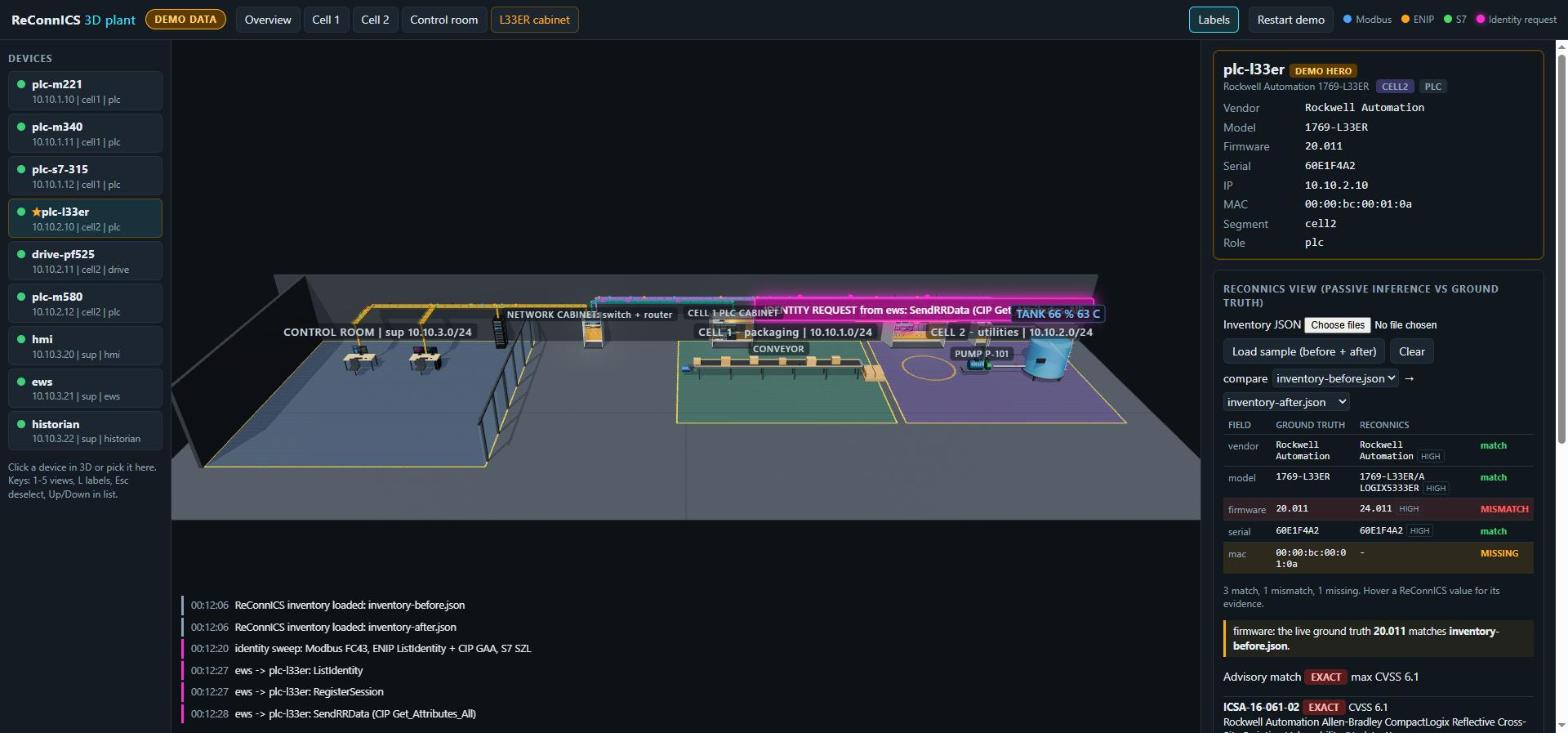 ReConnICS 3D plant
DEMO DATA
Overview
Cell 1
Cell 2
Control room
L33ER cabinet
Labels
Restart demo
Modbus
ENIP
S7
Identity request
DEVICES
plc-m221
10.10.1.10 | cell1 | plc
plc-m340
10.10.1.11 | cell1 | plc
plc-s7-315
10.10.1.12 | cell1 | plc
★plc-l33er
10.10.2.10 | cell2 | plc
drive-pf525
10.10.2.11 | cell2 | drive
plc-m580
10.10.2.12 | cell2 | plc
hmi
10.10.3.20 | sup | hmi
ews
10.10.3.21 | sup | ews
historian
10.10.3.22 | sup | historian
Click a device in 3D or pick it here.
Keys: 1-5 views, L labels, Esc
deselect, Up/Down in list.
NETWORK CABINET: switch + router
CELL 1 PLC CABINET
REQUEST from ews: SendRRData (CIP
TANK 66 % 63 C
CONTROL ROOM | sup 10.10.3.0/24
CELL 1 - packaging | 10.10.1.0/24
CELL 2 - utilities | 10.10.2.0/24
CONVEYOR
PUMP P-101
00:12:06 ReConnICS inventory loaded: inventory-before.json
00:12:06 ReConnICS inventory loaded: inventory-after.json
00:12:20 identity sweep: Modbus FC43, ENIP ListIdentity + CIP GAA, S7 SZL
00:12:27 ews -> plc-l33er: ListIdentity
00:12:27 ews -> plc-l33er: RegisterSession
00:12:28 ews -> plc-l33er: SendRRData (CIP Get_Attributes_All)
plc-l33er DEMO HERO
Rockwell Automation 1769-L33ER CELL2 PLC
Vendor Rockwell Automation
Model 1769-L33ER
Firmware 20.011
Serial 60E1F4A2
IP 10.10.2.10
MAC 00:00:bc:00:01:0a
Segment cell2
Role plc
RECONNICS VIEW (PASSIVE INFERENCE VS GROUND
TRUTH)
Inventory JSON Choose files No file chosen
Load sample (before + after) Clear
compare inventory-before.json →
inventory-after.json
FIELD GROUND TRUTH RECONNICS
vendor Rockwell Automation Rockwell Automation HIGH match
model 1769-L33ER 1769-L33ER/A LOGIX5333ER HIGH match
firmware 20.011 24.011 HIGH MISMATCH
serial 60E1F4A2 60E1F4A2 HIGH match
mac 00:00:bc:00:01:0a - MISSING
3 match, 1 mismatch, 1 missing. Hover a ReConnICS value for its
evidence.
firmware: the live ground truth 20.011 matches inventory-
before.json.
Advisory match EXACT max CVSS 6.1
ICSA-16-061-02 EXACT CVSS 6.1
Rockwell Automation Allen-Bradley CompactLogix Reflective Cross-